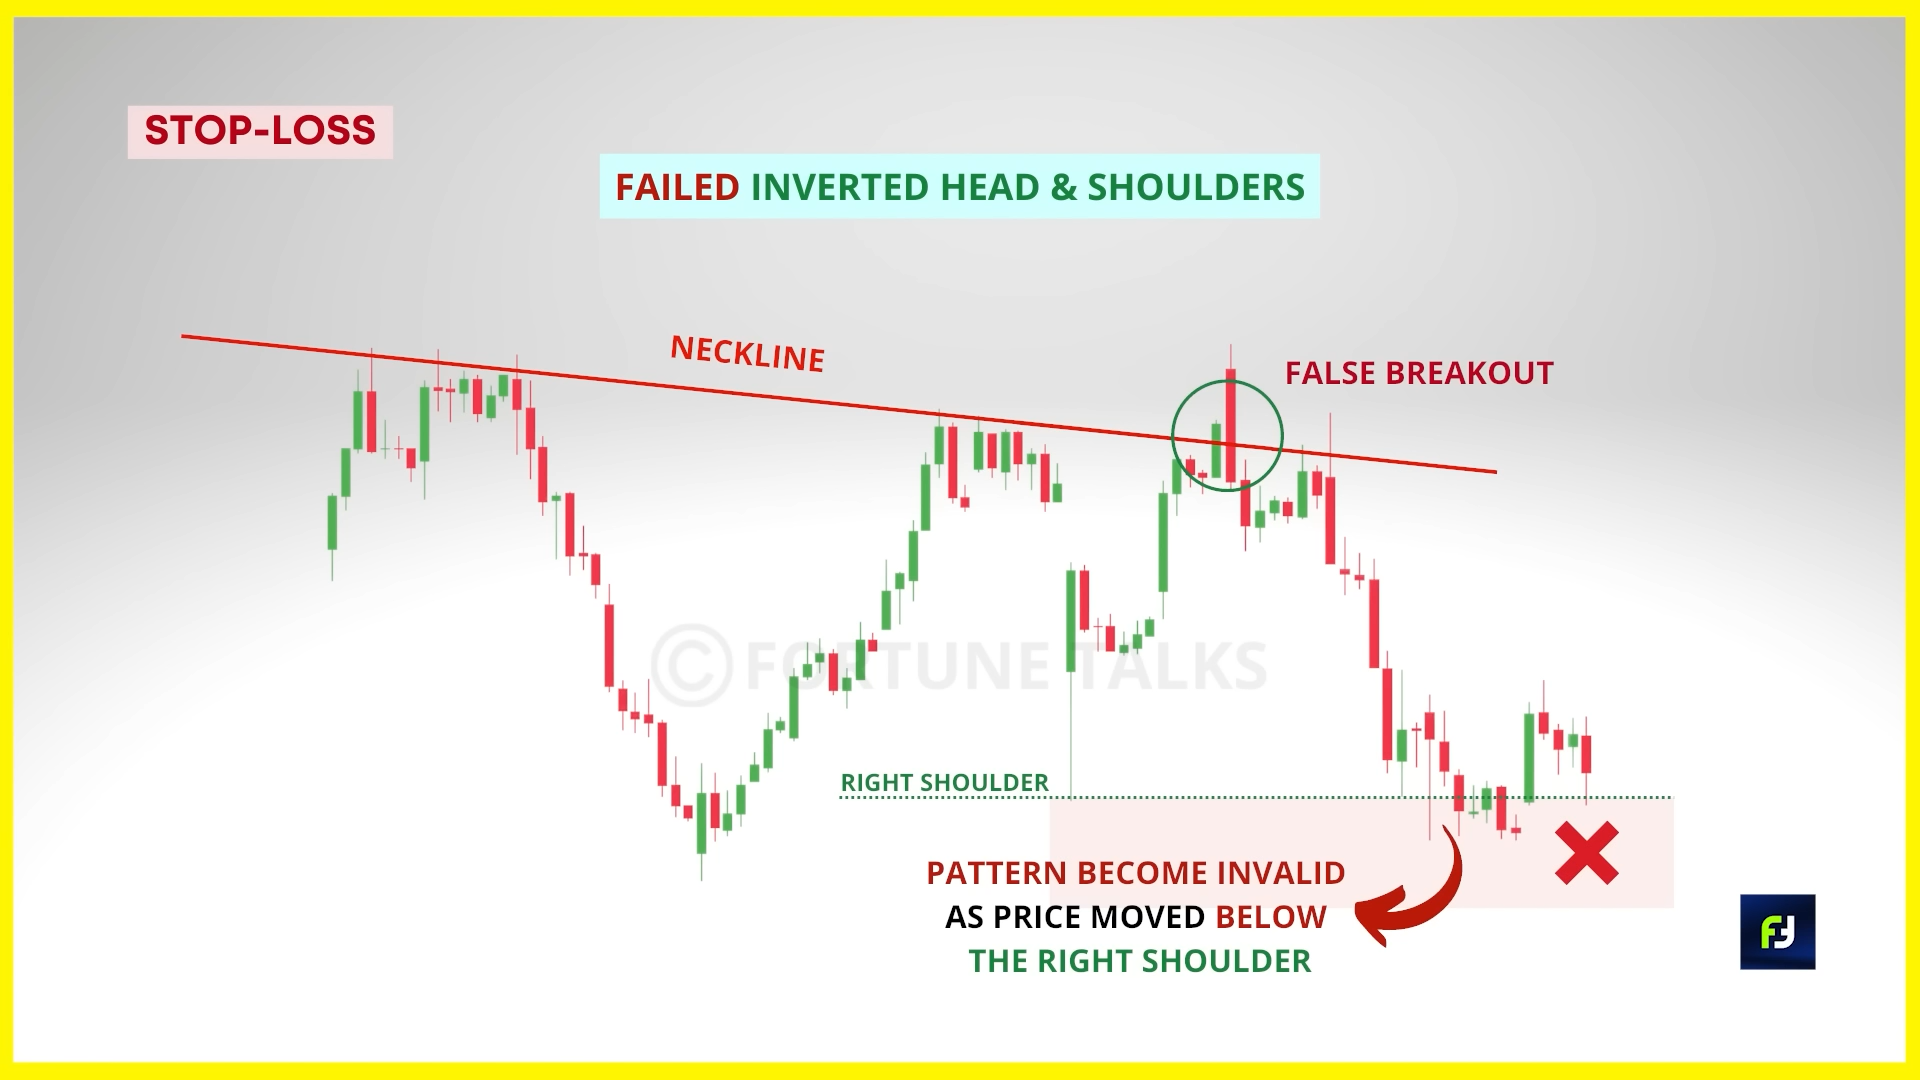 STOP-LOSS
FAILED INVERTED HEAD & SHOULDERS
NECKLINE
FALSE BREAKOUT
© FORTUNE TALKS
RIGHT SHOULDER
PATTERN BECOME INVALID
AS PRICE MOVED BELOW
THE RIGHT SHOULDER